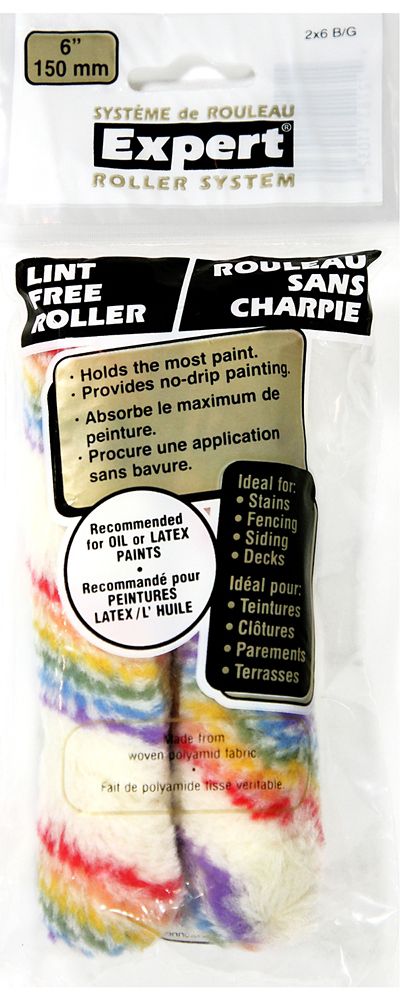 6”
150 mm
2x6 B/G
SYSTÈME de ROULEAU
Expert®
ROLLER SYSTEM
LINT
FREE
ROLLER
ROULEAU
SANS
CHARPIE
· Holds the most paint.
· Provides no-drip painting.
· Absorbe le maximum de
peinture.
· Procure une application
sans bavure.
Recommended
for OIL or LATEX
PAINTS
•
Recommandé pour
PEINTURES
LATEX/L' HUILE
Ideal for:
• Stains
• Fencing
• Siding
• Decks
Idéal pour:
• Teintures
• Clôtures
• Parements
• Terrasses
Made from
woven polyamid fabric.
•
Fait de polyamide tissé véritable.